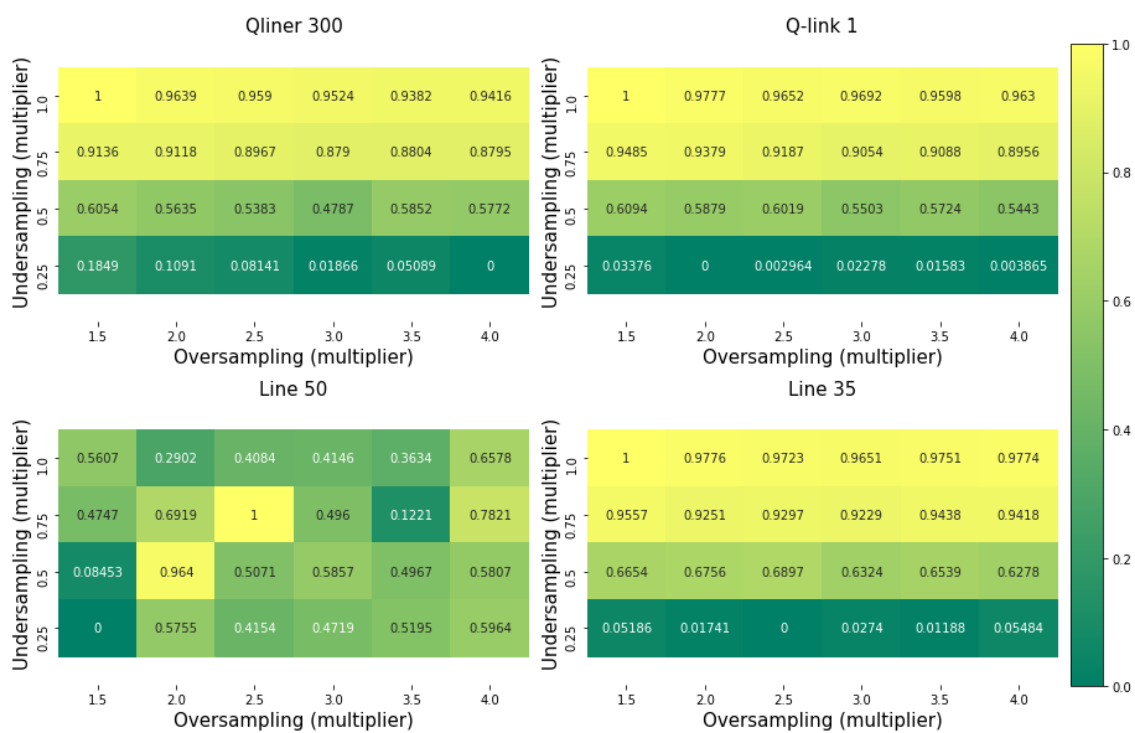 Qliner 300
Undersampling (multiplier)
1.0 1 0.9639 0.959 0.9524 0.9382 0.9416
0.75 0.9136 0.9118 0.8967 0.879 0.8804 0.8795
0.5 0.6054 0.5635 0.5383 0.4787 0.5852 0.5772
0.25 0.1849 0.1091 0.08141 0.01866 0.05089 0
1.5 2.0 2.5 3.0 3.5 4.0
Oversampling (multiplier)
Q-link 1
Undersampling (multiplier)
1.0 1 0.9777 0.9652 0.9692 0.9598 0.963
0.75 0.9485 0.9379 0.9187 0.9054 0.9088 0.8956
0.5 0.6094 0.5879 0.6019 0.5503 0.5724 0.5443
0.25 0.03376 0 0.002964 0.02278 0.01583 0.003865
1.5 2.0 2.5 3.0 3.5 4.0
Oversampling (multiplier)
Line 50
Undersampling (multiplier)
1.0 0.5607 0.2902 0.4084 0.4146 0.3634 0.6578
0.75 0.4747 0.6919 1 0.496 0.1221 0.7821
0.5 0.08453 0.964 0.5071 0.5857 0.4967 0.5807
0.25 0 0.5755 0.4154 0.4719 0.5195 0.5964
1.5 2.0 2.5 3.0 3.5 4.0
Oversampling (multiplier)
Line 35
Undersampling (multiplier)
1.0 1 0.9776 0.9723 0.9651 0.9751 0.9774
0.75 0.9557 0.9251 0.9297 0.9229 0.9438 0.9418
0.5 0.6654 0.6756 0.6897 0.6324 0.6539 0.6278
0.25 0.05186 0.01741 0 0.0274 0.01188 0.05484
1.5 2.0 2.5 3.0 3.5 4.0
Oversampling (multiplier)
1.0
0.8
0.6
0.4
0.2
0.0